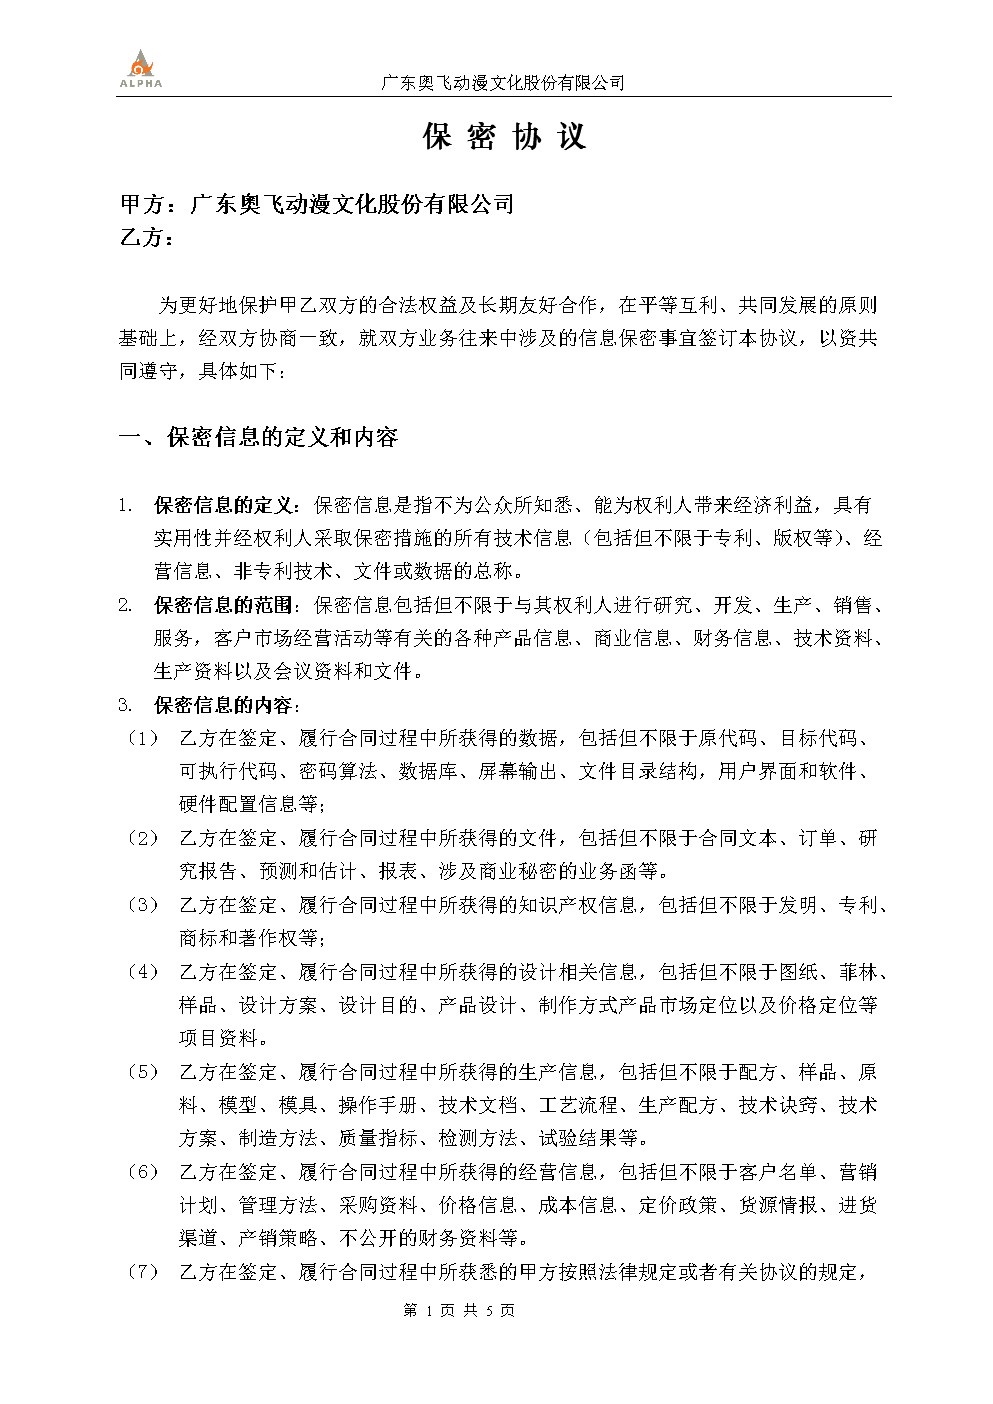 ALPHA
广东奥飞动漫文化股份有限公司
保 密 协 议
甲方：广东奥飞动漫文化股份有限公司
乙方：
为更好地保护甲乙双方的合法权益及长期友好合作，在平等互利、共同发展的原则
基础上，经双方协商一致，就双方业务往来中涉及的信息保密事宜签订本协议，以资共
同遵守，具体如下：
一、保密信息的定义和内容
1. 保密信息的定义：保密信息是指不为公众所知悉、能为权利人带来经济利益，具有
实用性并经权利人采取保密措施的所有技术信息（包括但不限于专利、版权等）、经
营信息、非专利技术、文件或数据的总称。
2. 保密信息的范围：保密信息包括但不限于与其权利人进行研究、开发、生产、销售、
服务，客户市场经营活动等有关的各种产品信息、商业信息、财务信息、技术资料、
生产资料以及会议资料和文件。
3. 保密信息的内容：
（1） 乙方在签定、履行合同过程中所获得的数据，包括但不限于原代码、目标代码、
可执行代码、密码算法、数据库、屏幕输出、文件目录结构，用户界面和软件、
硬件配置信息等；
（2） 乙方在签定、履行合同过程中所获得的文件，包括但不限于合同文本、订单、研
究报告、预测和估计、报表、涉及商业秘密的业务函等。
（3） 乙方在签定、履行合同过程中所获得的知识产权信息，包括但不限于发明、专利、
商标和著作权等；
（4） 乙方在签定、履行合同过程中所获得的设计相关信息，包括但不限于图纸、菲林、
样品、设计方案、设计目的、产品设计、制作方式产品市场定位以及价格定位等
项目资料。
（5） 乙方在签定、履行合同过程中所获得的生产信息，包括但不限于配方、样品、原
料、模型、模具、操作手册、技术文档、工艺流程、生产配方、技术诀窍、技术
方案、制造方法、质量指标、检测方法、试验结果等。
（6） 乙方在签定、履行合同过程中所获得的经营信息，包括但不限于客户名单、营销
计划、管理方法、采购资料、价格信息、成本信息、定价政策、货源情报、进货
渠道、产销策略、不公开的财务资料等。
（7） 乙方在签定、履行合同过程中所获悉的甲方按照法律规定或者有关协议的规定，
第 1 页 共 5 页